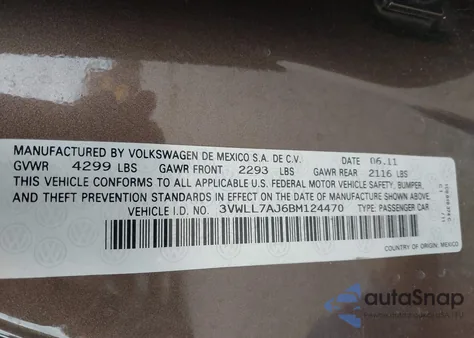 MANUFACTURED BY VOLKSWAGEN DE MEXICO S.A. DE C.V. DATE 06.11
GVWR 4299 LBS GAWR FRONT 2293 LBS GAWR REAR 2116 LBS
THIS VEHICLE CONFORMS TO ALL APPLICABLE U.S. FEDERAL MOTOR VEHICLE SAFETY, BUMPER,
AND THEFT PREVENTION STANDARDS IN EFFECT ON THE DATE OF MANUFACTURE SHOWN ABOVE.
VEHICLE I.D. NO.: 3VWLL7AJ6BM124470 TYPE: PASSENGER CAR
COUNTRY OF ORIGIN: MEXICO
autoSnap